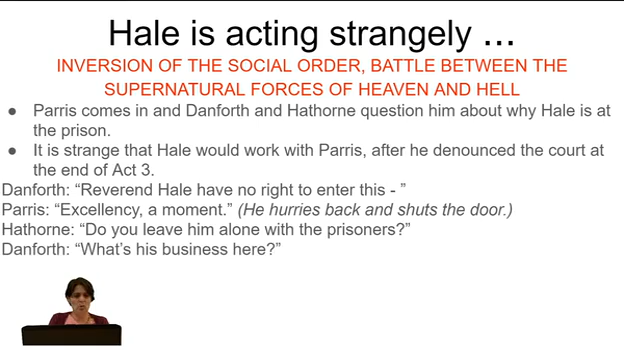 Hale is acting strangely ...
INVERSION OF THE SOCIAL ORDER, BATTLE BETWEEN THE
SUPERNATURAL FORCES OF HEAVEN AND HELL
● Parris comes in and Danforth and Hathorne question him about why Hale is at
the prison.
● It is strange that Hale would work with Parris, after he denounced the court at
the end of Act 3.
Danforth: “Reverend Hale have no right to enter this - ”
Parris: “Excellency, a moment.” (He hurries back and shuts the door.)
Hathorne: “Do you leave him alone with the prisoners?”
Danforth: “What’s his business here?”